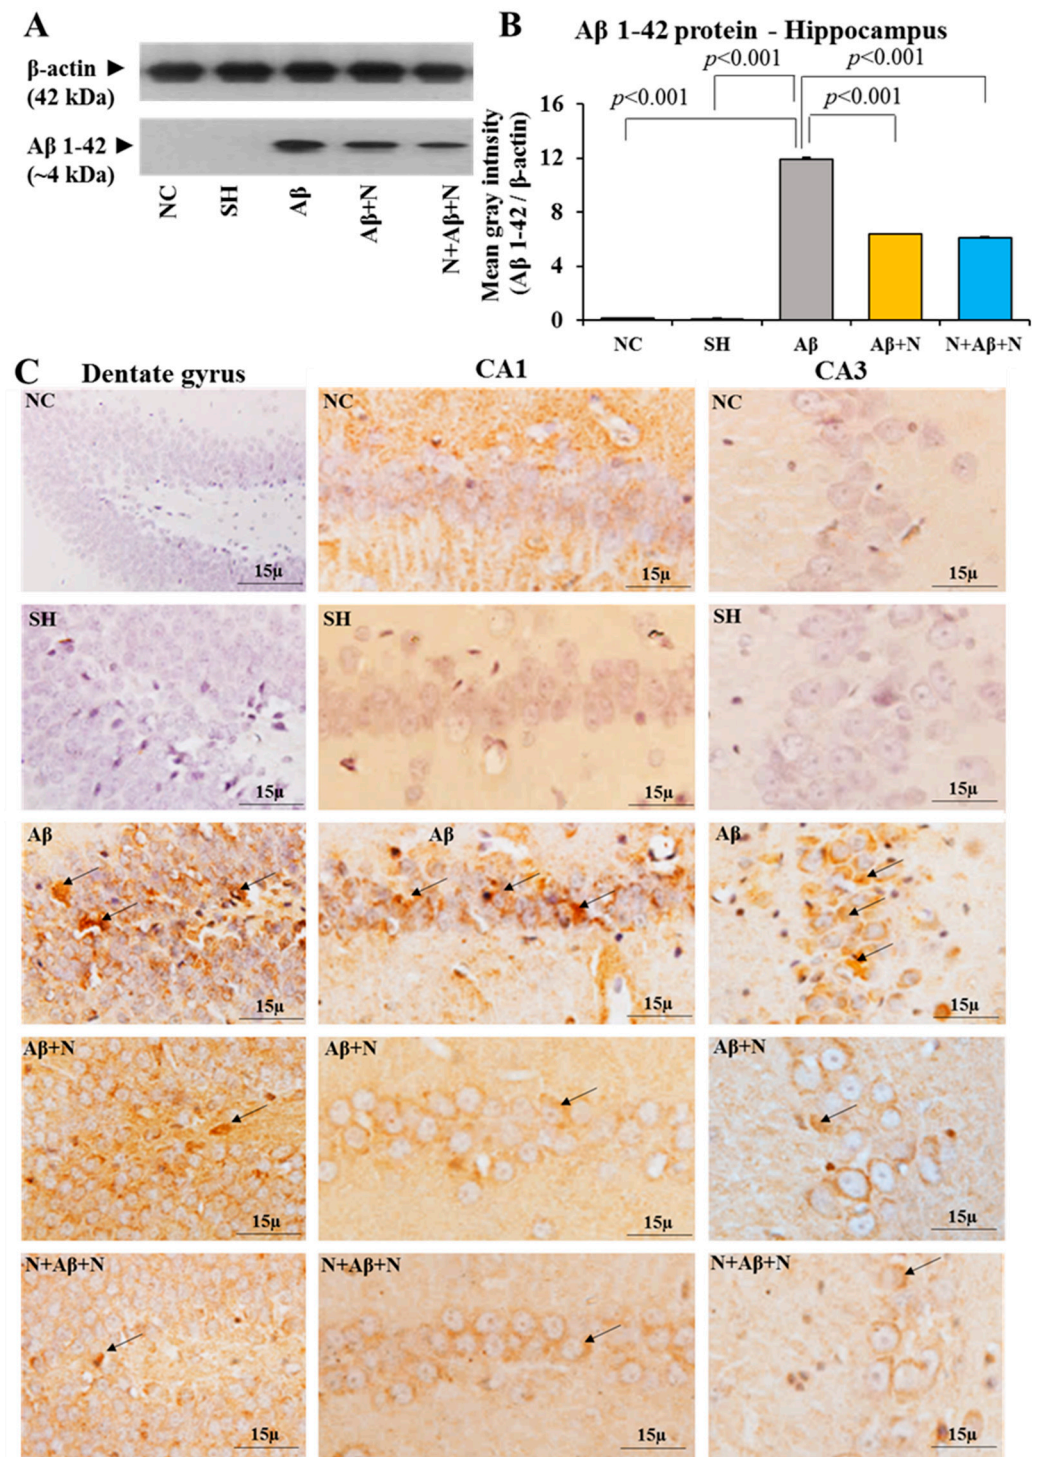 A
β-actin
(42 kDa)
Aβ 1-42
(~4 kDa)
NC
SH
Aβ
Aβ+N
N+Aβ+N
B
Aβ 1-42 protein - Hippocampus
p<0.001
p<0.001
p<0.001
p<0.001
Mean gray intnsity
(Aβ 1-42 / β-actin)
16
12
8
4
0
NC
SH
Aβ
Aβ+N
N+Aβ+N
C
Dentate gyrus
CA1
CA3
NC
15µ
NC
15µ
NC
15µ
SH
15µ
SH
15µ
SH
15µ
Aβ
15µ
Aβ
15µ
Aβ
15µ
Aβ+N
15µ
Aβ+N
15µ
Aβ+N
15µ
N+Aβ+N
15µ
N+Aβ+N
15µ
N+Aβ+N
15µ